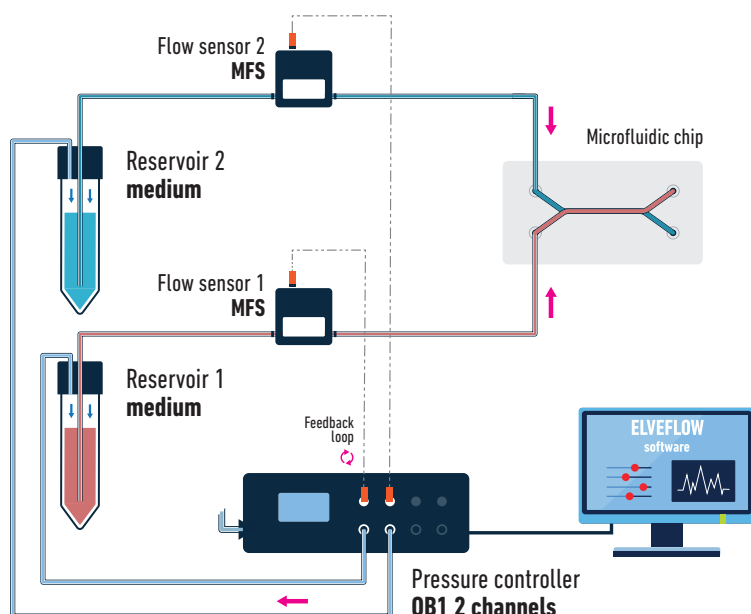 Flow sensor 2
MFS
Microfluidic chip
Reservoir 2
medium
Flow sensor 1
MFS
Reservoir 1
medium
Feedback
loop
ELVEFLOW
software
Pressure controller
OB1 2 channels